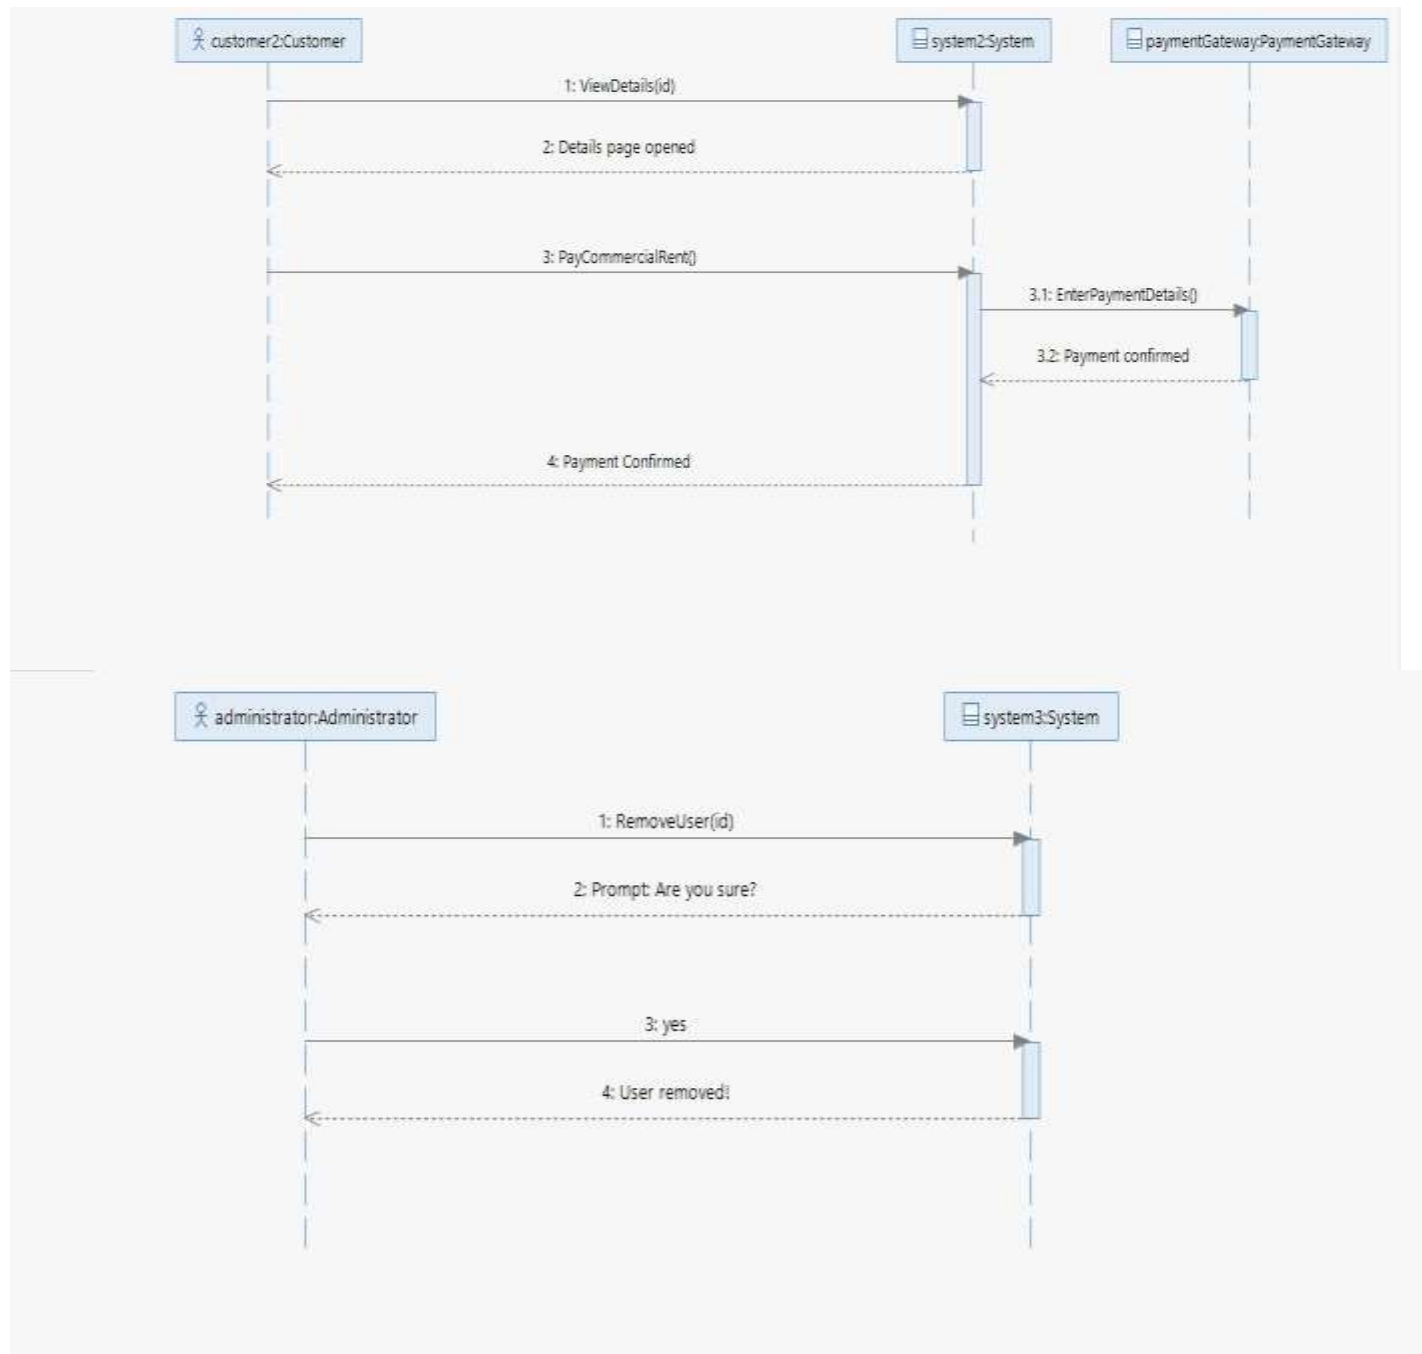 customer2:Customer
system2:System
paymentGateway:PaymentGateway
1: ViewDetails(id)
2: Details page opened
3: PayCommercialRent()
3.1: EnterPaymentDetails()
3.2: Payment confirmed
4: Payment Confirmed
administrator:Administrator
system3:System
1: RemoveUser(id)
2: Prompt: Are you sure?
3: yes
4: User removed!